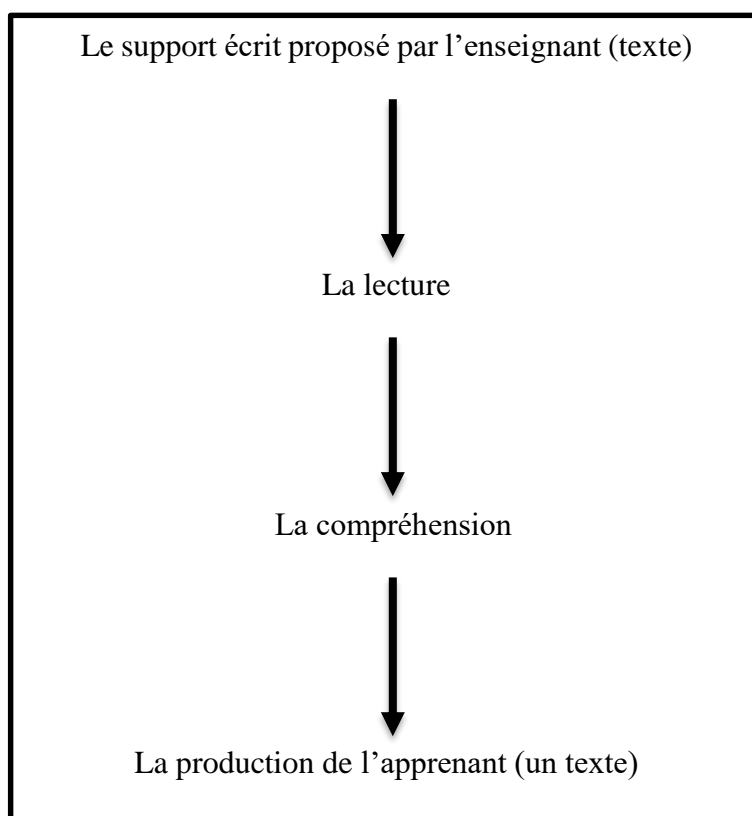 Le support écrit proposé par l’enseignant (texte)
La lecture
La compréhension
La production de l’apprenant (un texte)